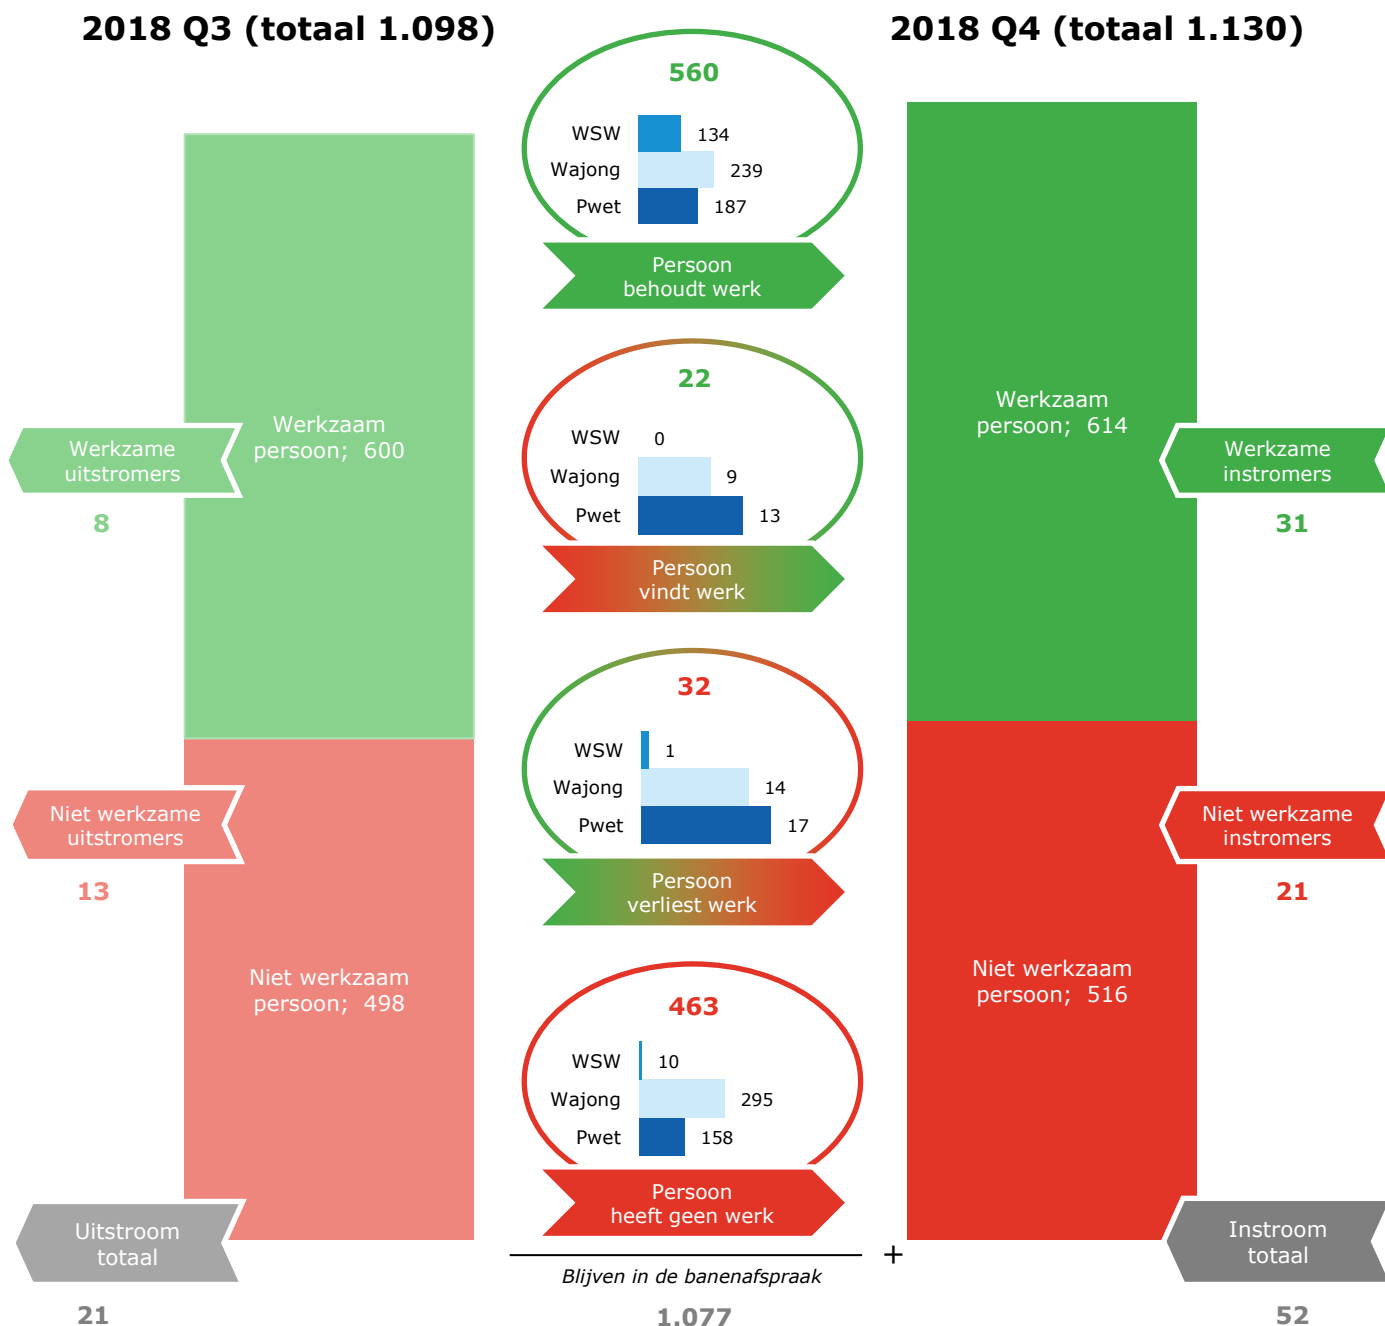 2018 Q3 (totaal 1.098)
2018 Q4 (totaal 1.130)
560
WSW 134
Wajong 239
Pwet 187
Persoon
behoudt werk
22
WSW 0
Wajong 9
Pwet 13
Persoon
vindt werk
32
WSW 1
Wajong 14
Pwet 17
Persoon
verliest werk
463
WSW 10
Wajong 295
Pwet 158
Persoon
heeft geen werk
Werkzaam
persoon; 600
Werkzame
uitstromers
8
Niet werkzame
uitstromers
13
Niet werkzaam
persoon; 498
Uitstroom
totaal
21
Werkzaam
persoon; 614
Werkzame
instromers
31
Niet werkzame
instromers
21
Niet werkzaam
persoon; 516
Instroom
totaal
52
+
Blijven in de banenafspraak
1.077